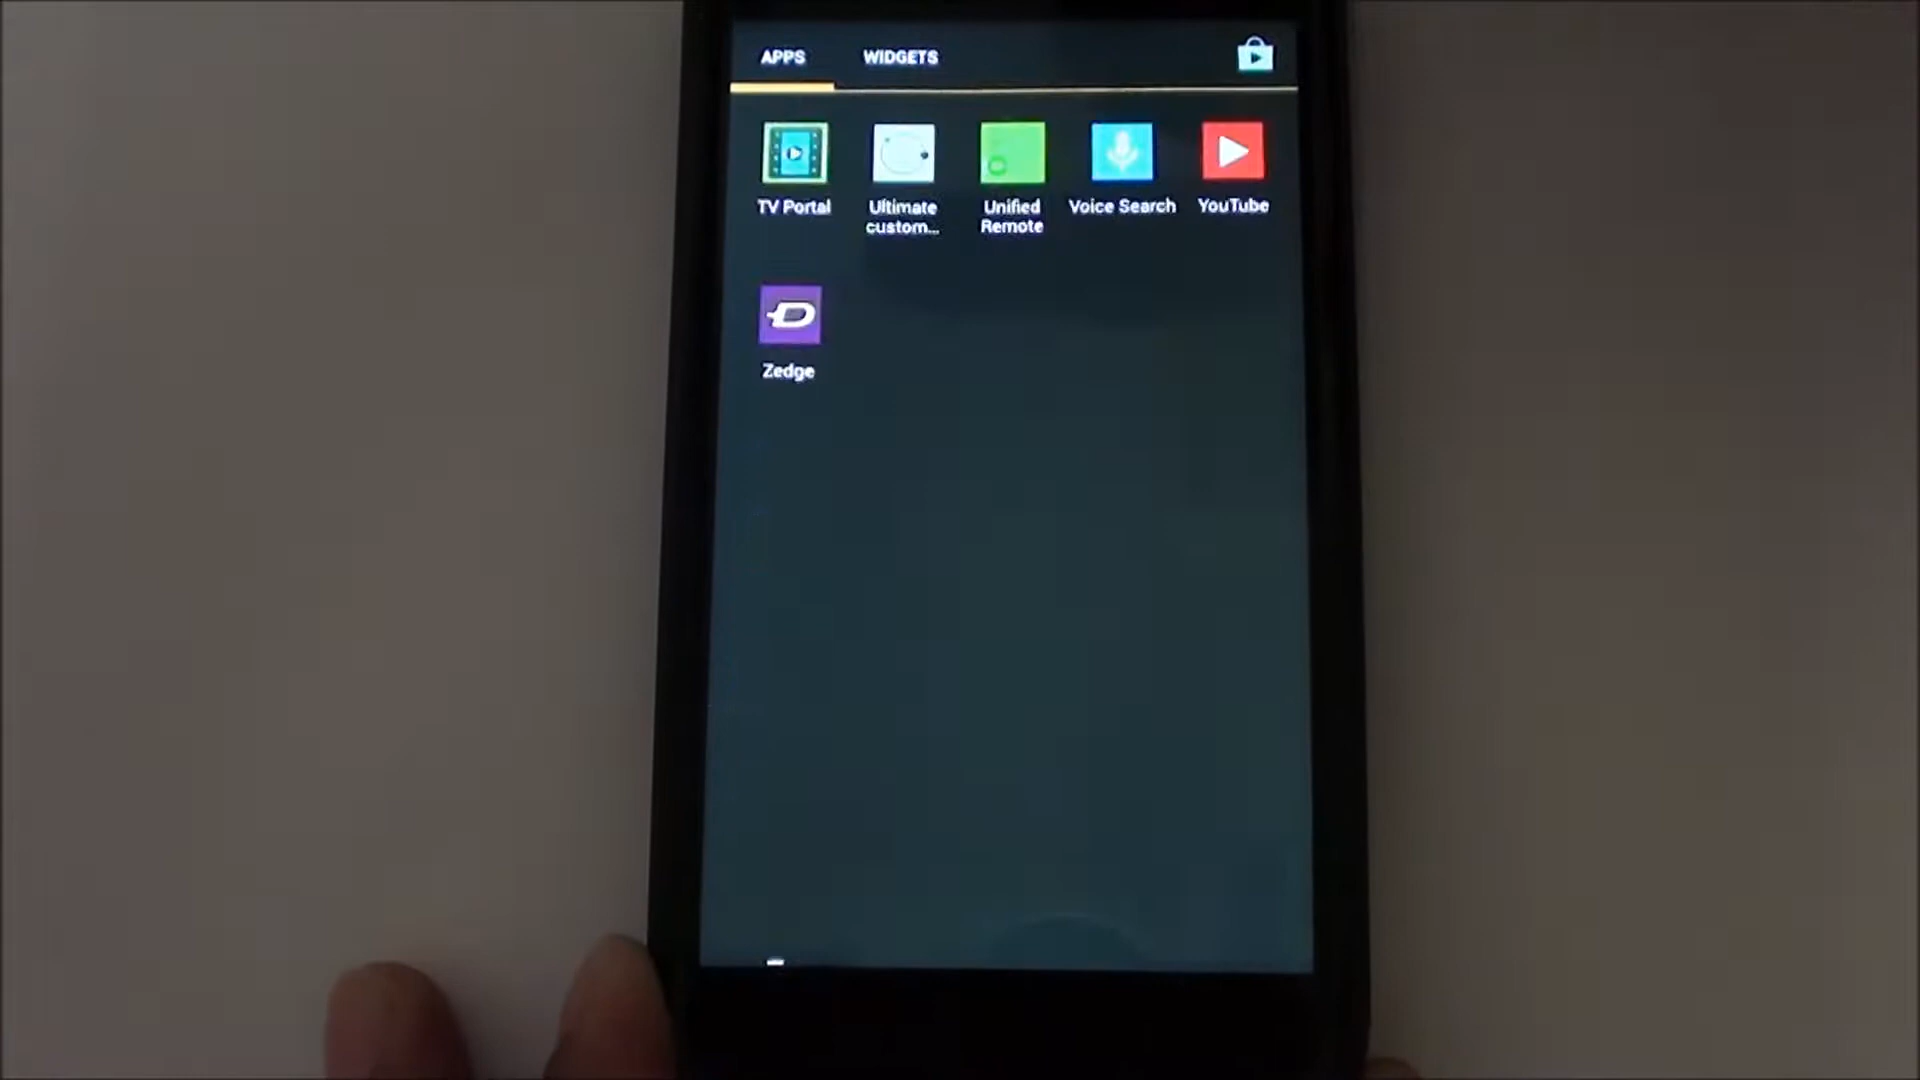 APPS WIDGETS
TV Portal
Ultimate
custom...
Unified
Remote
Voice Search
YouTube
Zedge